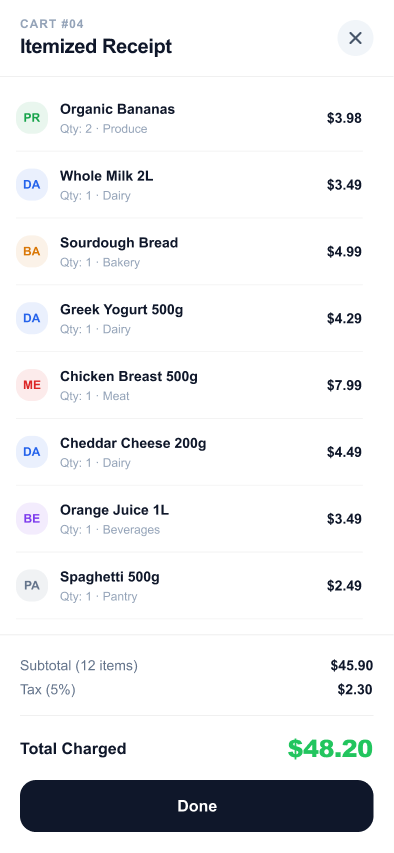 CART #04
Itemized Receipt
PR
Organic Bananas
Qty: 2 · Produce
$3.98
DA
Whole Milk 2L
Qty: 1 · Dairy
$3.49
BA
Sourdough Bread
Qty: 1 · Bakery
$4.99
DA
Greek Yogurt 500g
Qty: 1 · Dairy
$4.29
ME
Chicken Breast 500g
Qty: 1 · Meat
$7.99
DA
Cheddar Cheese 200g
Qty: 1 · Dairy
$4.49
BE
Orange Juice 1L
Qty: 1 · Beverages
$3.49
PA
Spaghetti 500g
Qty: 1 · Pantry
$2.49
Subtotal (12 items) $45.90
Tax (5%) $2.30
Total Charged $48.20
Done